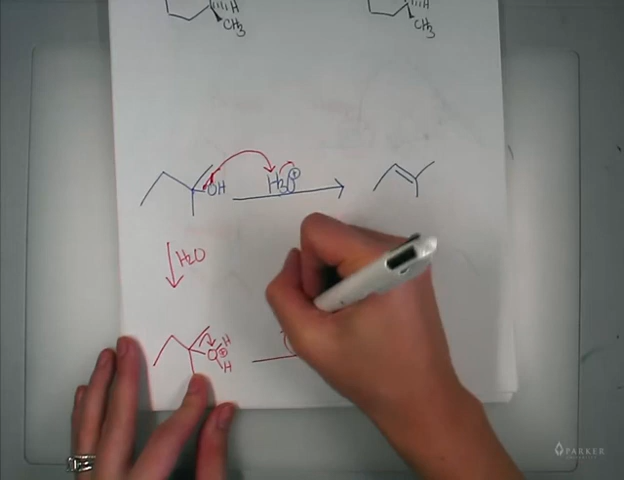 H H
CH3 CH3
OH H3O⊕
H2O
H
O⊕
H
PARKER